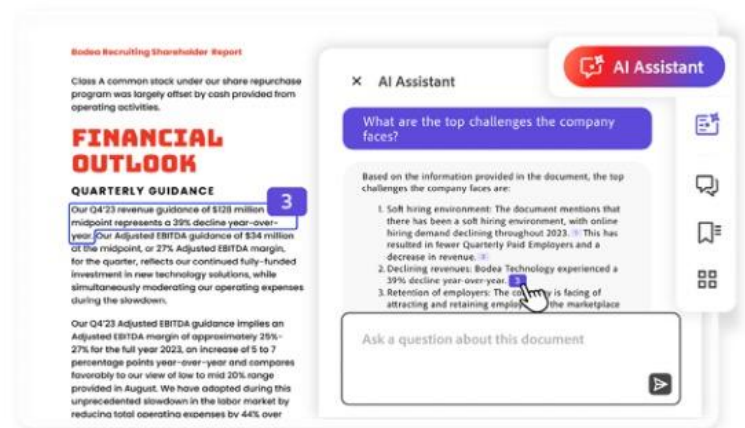 Bodea Recruiting Shareholder Report
Class A common stock under our share repurchase
program was largely offset by cash provided from
operating activities.
FINANCIAL
OUTLOOK
QUARTERLY GUIDANCE
Our Q4'23 revenue guidance of $128 million
3
midpoint represents a 39% decline year-over-
year. Our Adjusted EBITDA guidance of $34 million
at the midpoint, or 27% Adjusted EBITDA margin,
for the quarter, reflects our continued fully-funded
investment in new technology solutions, while
simultaneously moderating our operating expenses
during the slowdown.
Our Q4'23 Adjusted EBITDA guidance implies an
Adjusted EBITDA margin of approximately 25%-
27% for the full year 2023, an increase of 5 to 7
percentage points year-over-year and compares
favorably to our view of low to mid 20% range
provided in August. We have adopted during this
unprecedented slowdown in the labor market by
reducing total operating expenses by 44% over
× AI Assistant
AI Assistant
What are the top challenges the company
faces?
Based on the information provided in the document, the top
challenges the company faces are:
1. Soft hiring environment: The document mentions that
there has been a soft hiring environment, with online
hiring demand declining throughout 2023. This has
resulted in fewer Quarterly Paid Employers and a
decrease in revenue.
2. Declining revenues: Bodea Technology experienced a
39% decline year-over-year. 3
3. Retention of employers: The is facing of
attracting and retaining the marketplace
Ask a question about this document